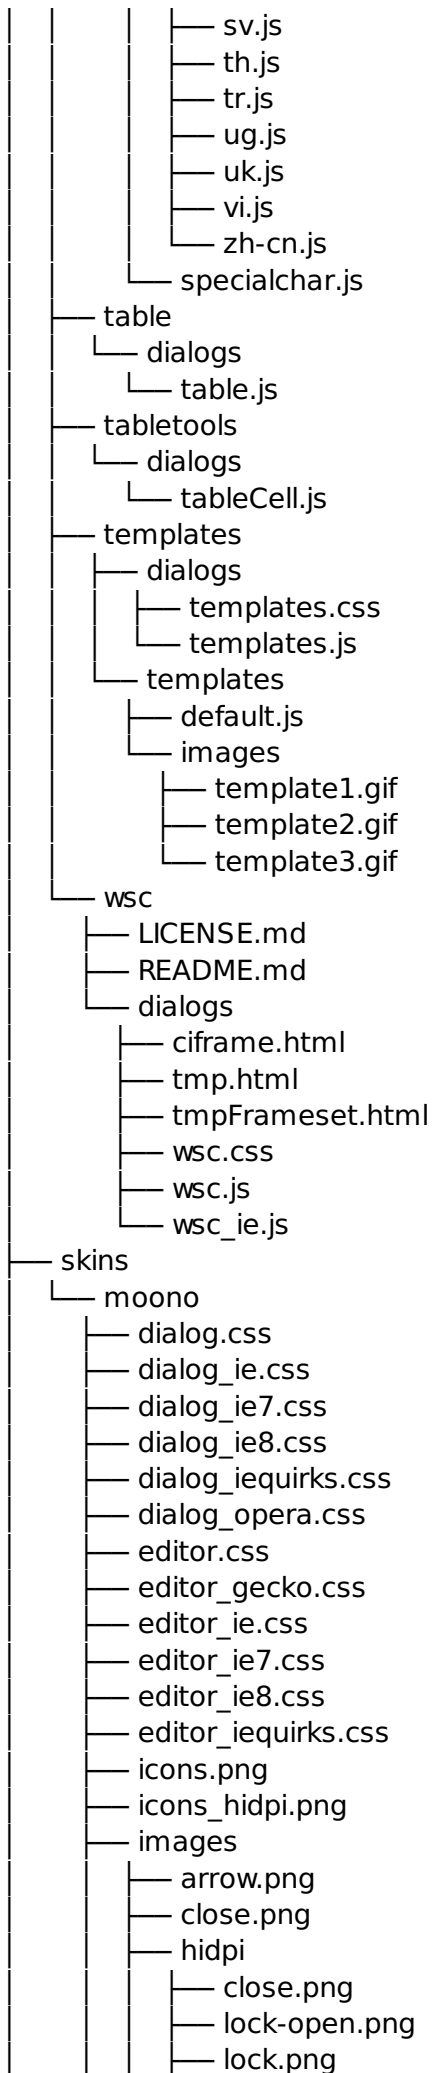 │   │       │   ├── sv.js
│   │       │   ├── th.js
│   │       │   ├── tr.js
│   │       │   ├── ug.js
│   │       │   ├── uk.js
│   │       │   ├── vi.js
│   │       │   └── zh-cn.js
│   │       └── specialchar.js
│   ├── table
│   │   └── dialogs
│   │       └── table.js
│   ├── tabletools
│   │   └── dialogs
│   │       └── tableCell.js
│   ├── templates
│   │   ├── dialogs
│   │   │   ├── templates.css
│   │   │   └── templates.js
│   │   └── templates
│   │       ├── default.js
│   │       └── images
│   │           ├── template1.gif
│   │           ├── template2.gif
│   │           └── template3.gif
│   └── wsc
│       ├── LICENSE.md
│       ├── README.md
│       └── dialogs
│           ├── ciframe.html
│           ├── tmp.html
│           ├── tmpFrameset.html
│           ├── wsc.css
│           ├── wsc.js
│           └── wsc_ie.js
├── skins
│   └── moono
│       ├── dialog.css
│       ├── dialog_ie.css
│       ├── dialog_ie7.css
│       ├── dialog_ie8.css
│       ├── dialog_iequirks.css
│       ├── dialog_opera.css
│       ├── editor.css
│       ├── editor_gecko.css
│       ├── editor_ie.css
│       ├── editor_ie7.css
│       ├── editor_ie8.css
│       ├── editor_iequirks.css
│       ├── icons.png
│       ├── icons_hidpi.png
│       ├── images
│       │   ├── arrow.png
│       │   ├── close.png
│       │   ├── hidpi
│       │   │   ├── close.png
│       │   │   ├── lock-open.png
│       │   │   ├── lock.png